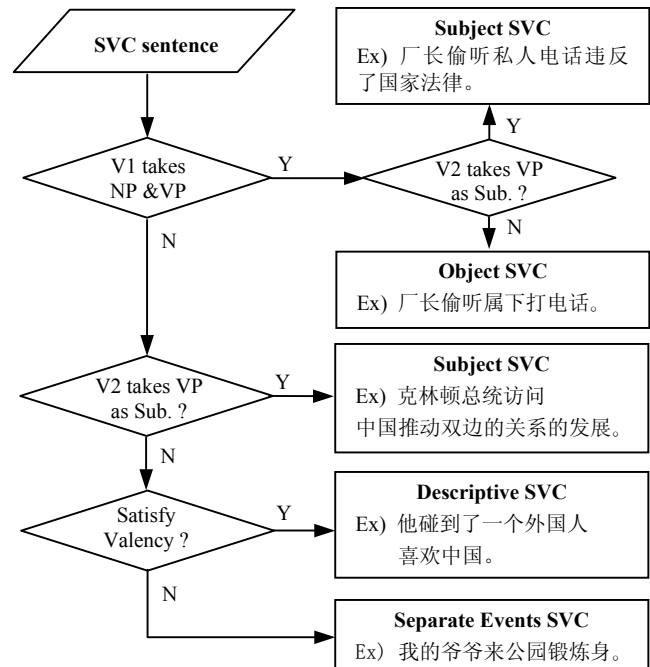 SVC sentence
Subject SVC
Ex) 厂长偷听私人电话违反
了国家法律。
Y
V1 takes
NP &VP
Y
V2 takes VP
as Sub. ?
N
N
Object SVC
Ex) 厂长偷听属下打电话。
V2 takes VP
as Sub. ?
Y
Subject SVC
Ex) 克林顿总统访问
中国推动双边的关系的发展。
N
Satisfy
Valency ?
Y
Descriptive SVC
Ex) 他碰到了一个外国人
喜欢中国。
N
Separate Events SVC
Ex) 我的爷爷来公园锻炼身。